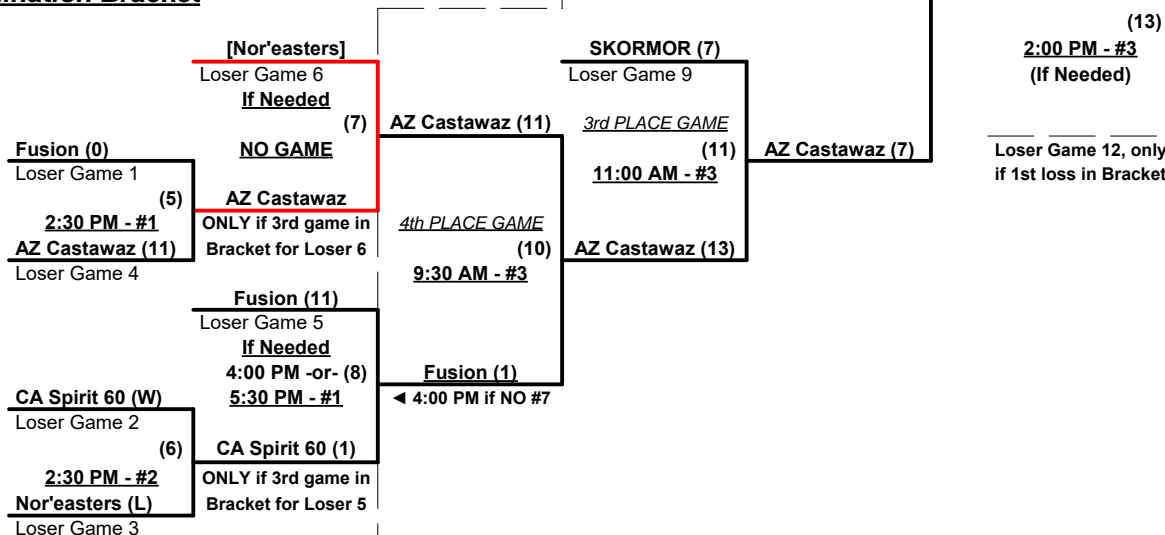 [Nor'easters]
Loser Game 6
If Needed
(7)
NO GAME
Fusion (0)
Loser Game 1
(5)
2:30 PM - #1
AZ Castawaz (11)
Loser Game 4
AZ Castawaz
ONLY if 3rd game in
Bracket for Loser 6
Fusion (11)
Loser Game 5
If Needed
4:00 PM -or- (8)
5:30 PM - #1
CA Spirit 60 (W)
Loser Game 2
(6)
2:30 PM - #2
Nor'easters (L)
Loser Game 3
CA Spirit 60 (1)
ONLY if 3rd game in
Bracket for Loser 5
AZ Castawaz (11)
4th PLACE GAME
(10)
9:30 AM - #3
Fusion (1)
◄ 4:00 PM if NO #7
SKORMOR (7)
Loser Game 9
3rd PLACE GAME
(11)
11:00 AM - #3
AZ Castawaz (13)
AZ Castawaz (7)
(13)
2:00 PM - #3
(If Needed)
Loser Game 12, only
if 1st loss in Bracket